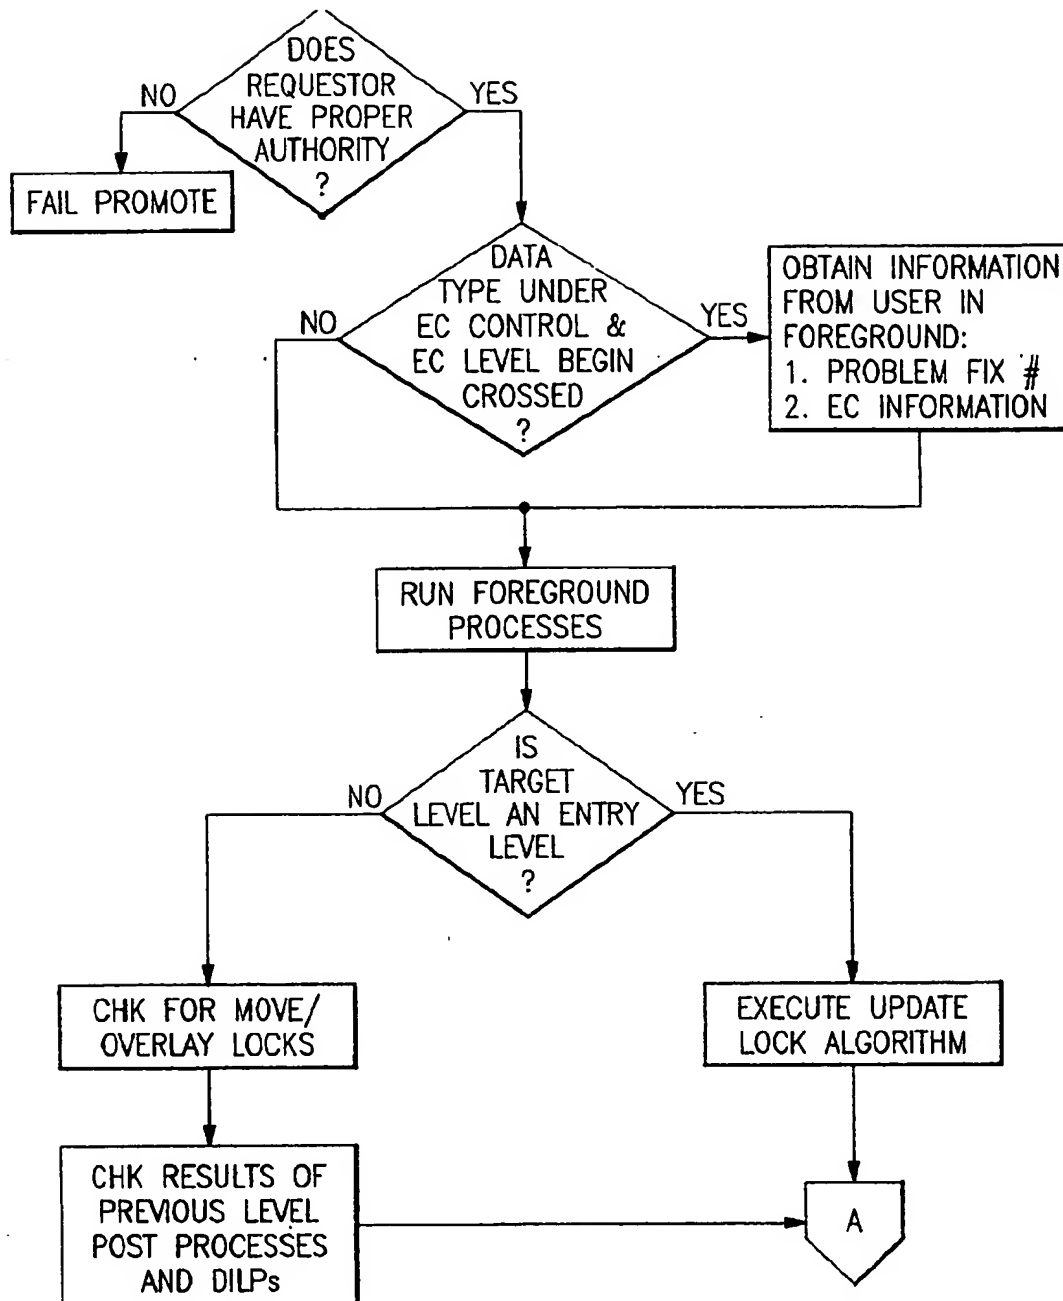 DOES
REQUESTOR
HAVE PROPER
AUTHORITY
?
NO
YES
FAIL PROMOTE
DATA
TYPE UNDER
EC CONTROL &
EC LEVEL BEGIN
CROSSED
?
NO
YES
OBTAIN INFORMATION
FROM USER IN
FOREGROUND:
1. PROBLEM FIX #
2. EC INFORMATION
RUN FOREGROUND
PROCESSES
IS
TARGET
LEVEL AN ENTRY
LEVEL
?
NO
YES
CHK FOR MOVE/
OVERLAY LOCKS
EXECUTE UPDATE
LOCK ALGORITHM
CHK RESULTS OF
PREVIOUS LEVEL
POST PROCESSES
AND DILPs
A